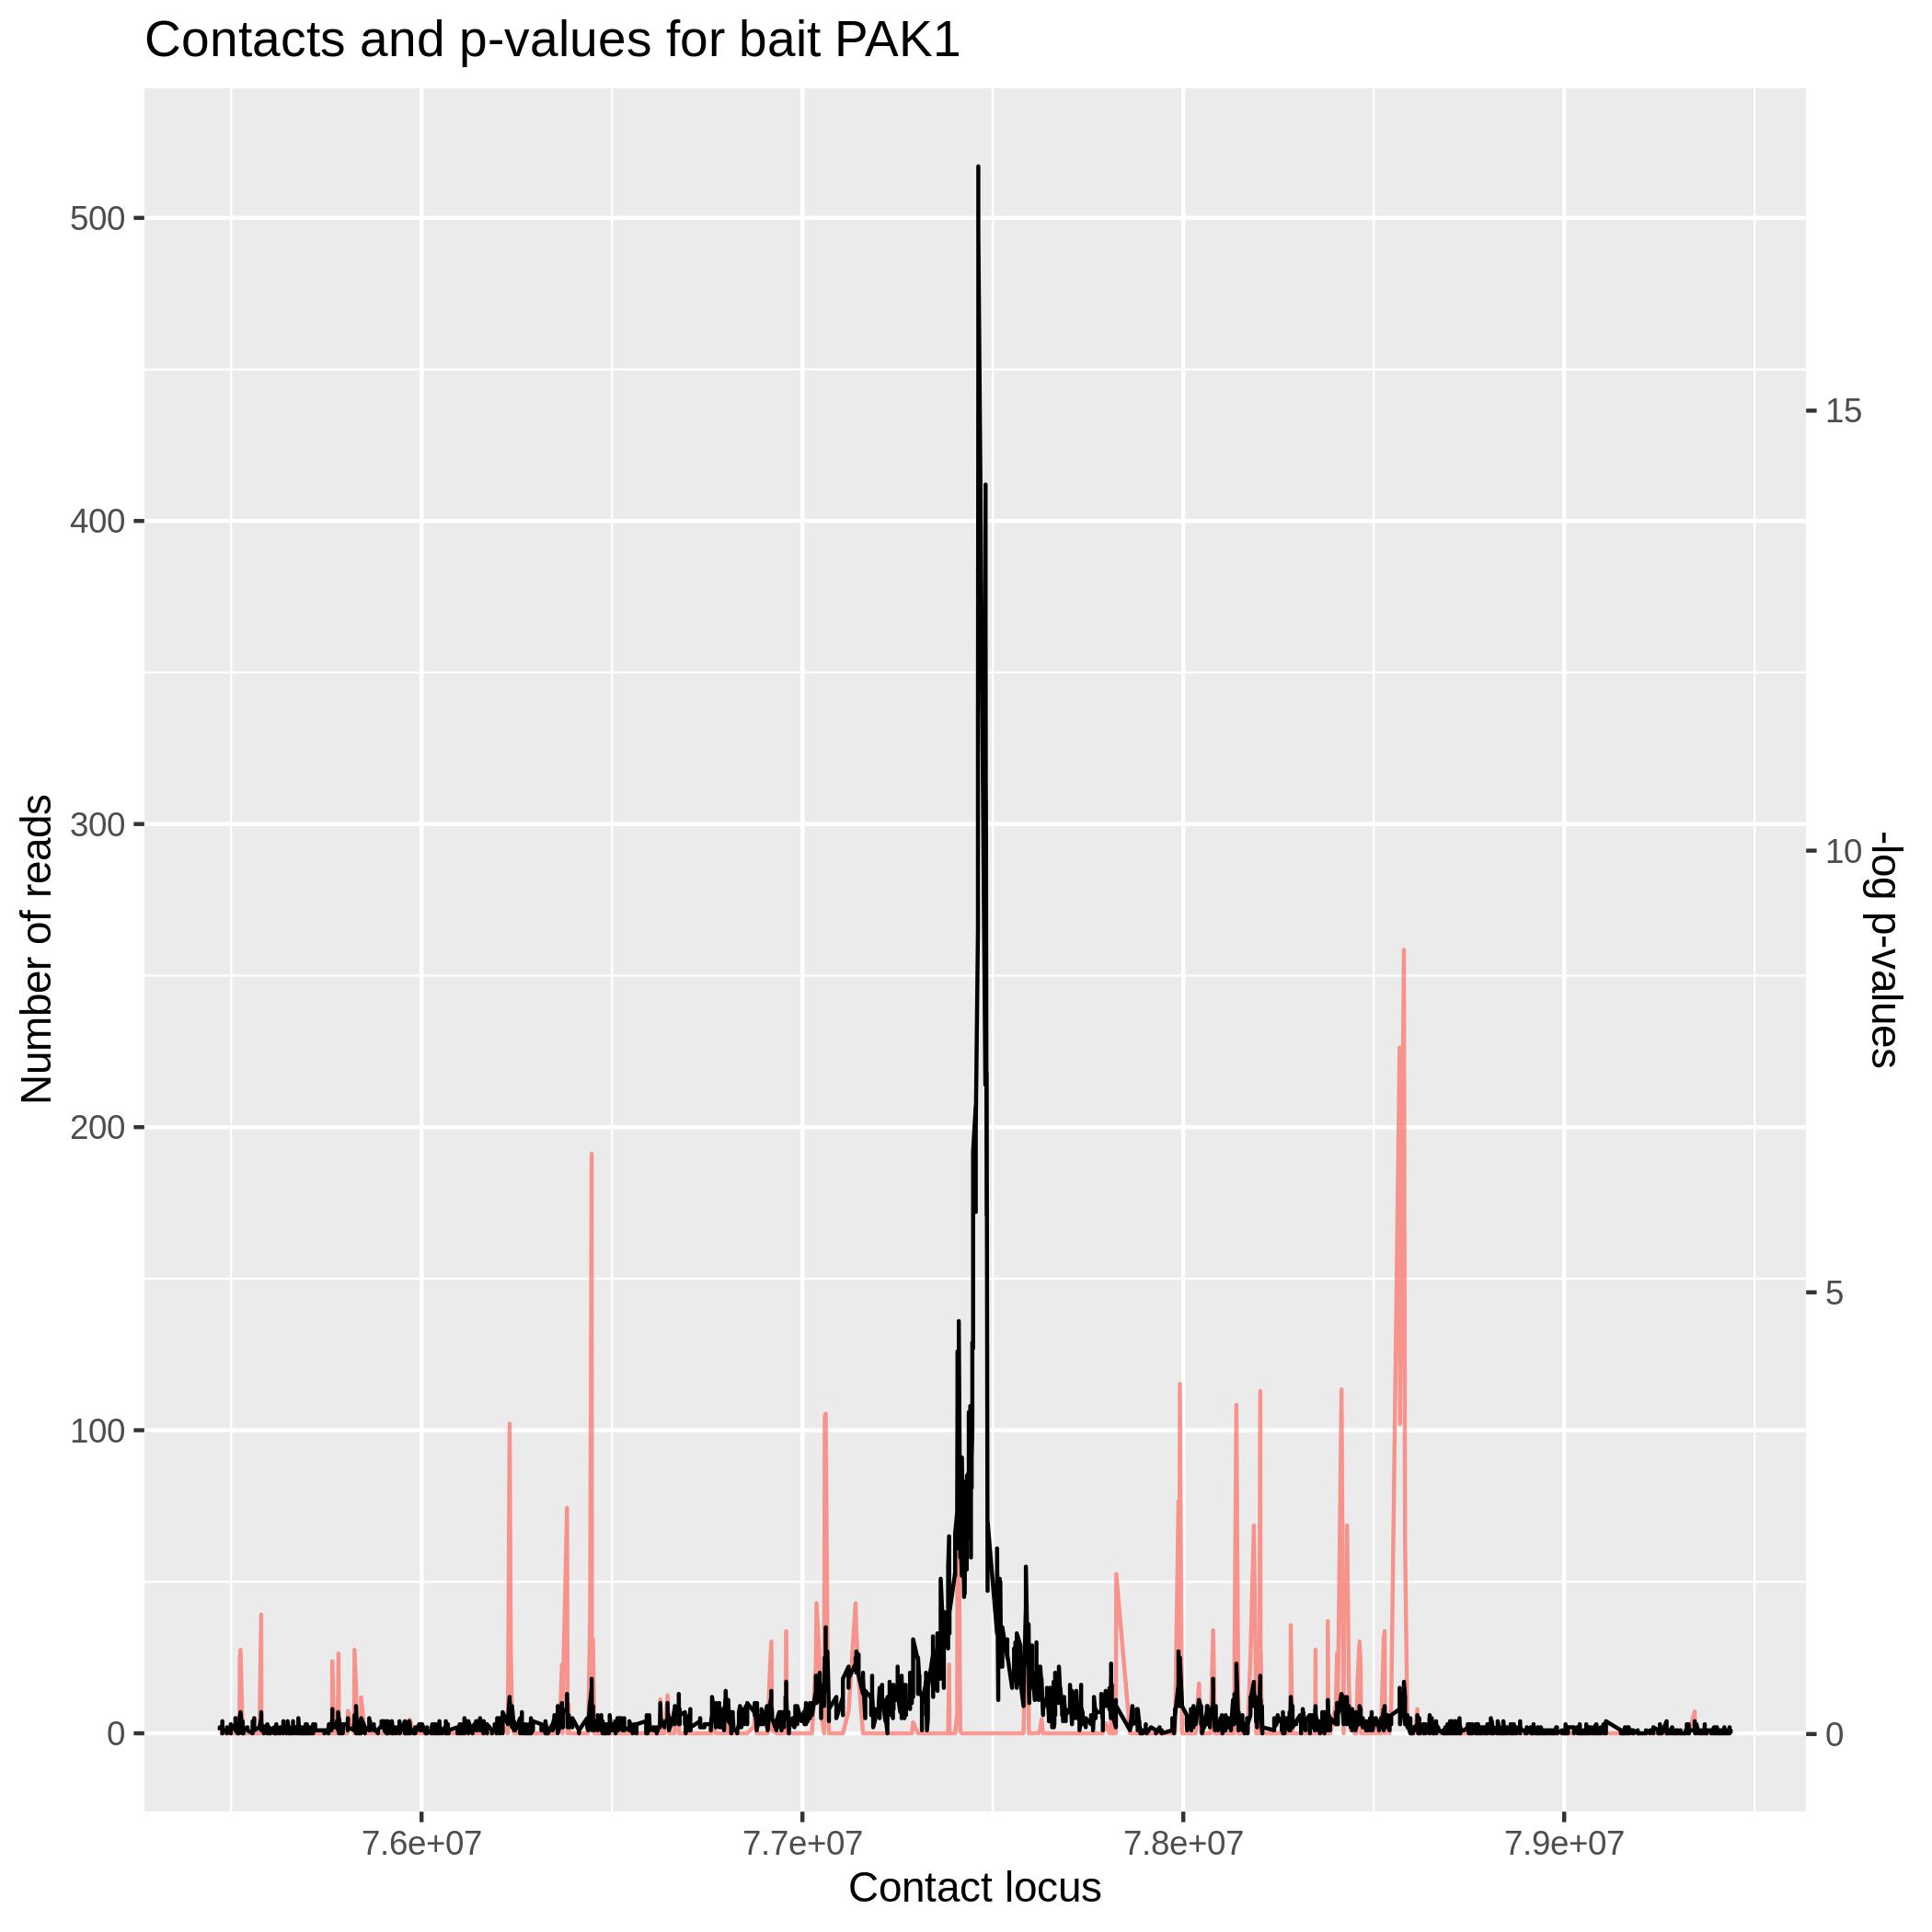 Contacts and p-values for bait PAK1
500
400
300
200
100
0
Number of reads
15
10
5
0
-log p-values
7.6e+07
7.7e+07
7.8e+07
7.9e+07
Contact locus